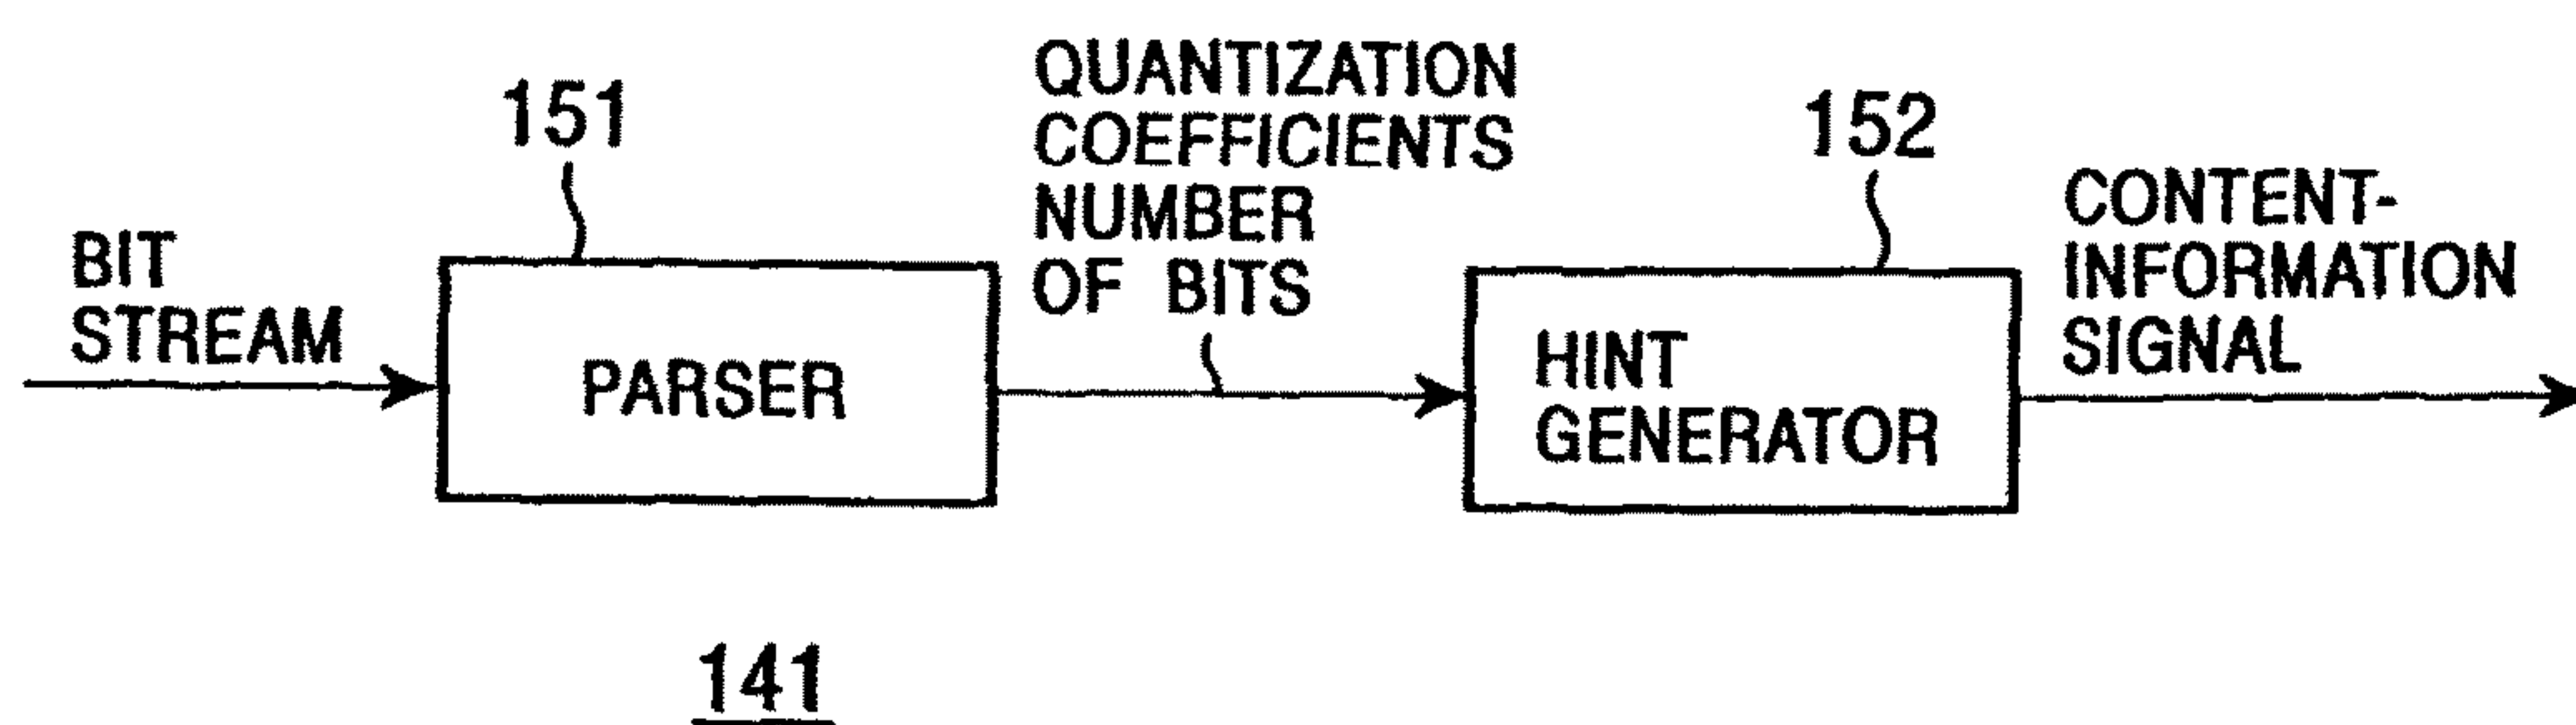 BIT
STREAM
151
PARSER
QUANTIZATION
COEFFICIENTS
NUMBER
OF BITS
152
HINT
GENERATOR
CONTENT-
INFORMATION
SIGNAL
141